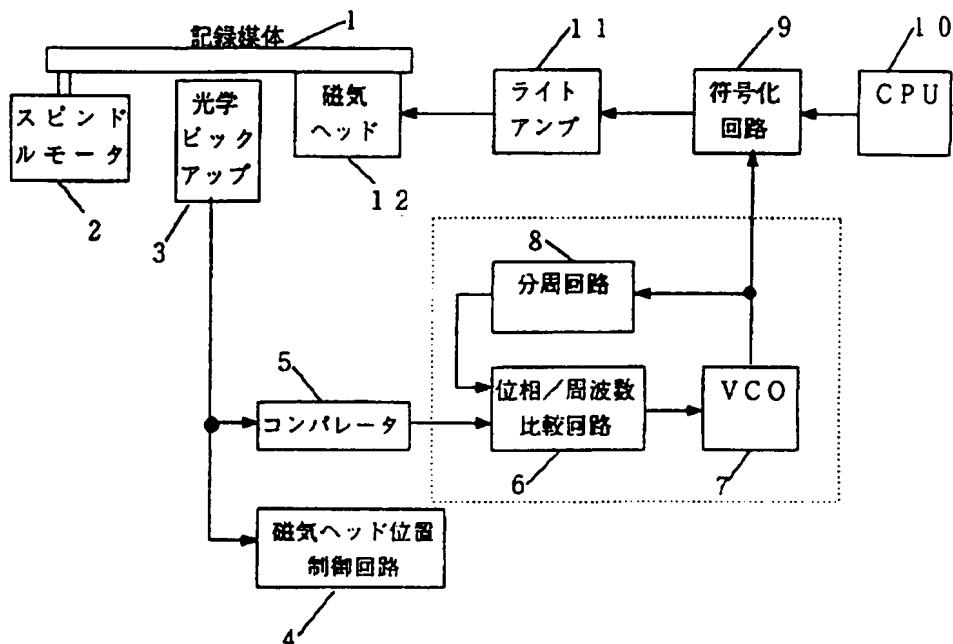 記録媒体
1
スピンド
ルモータ
2
光学
ピック
アップ
3
磁気
ヘッド
12
ライト
アンプ
11
符号化
回路
9
CPU
10
8
分周回路
5
コンパレータ
位相/周波数
比較回路
6
VCO
7
磁気ヘッド位置
制御回路
4